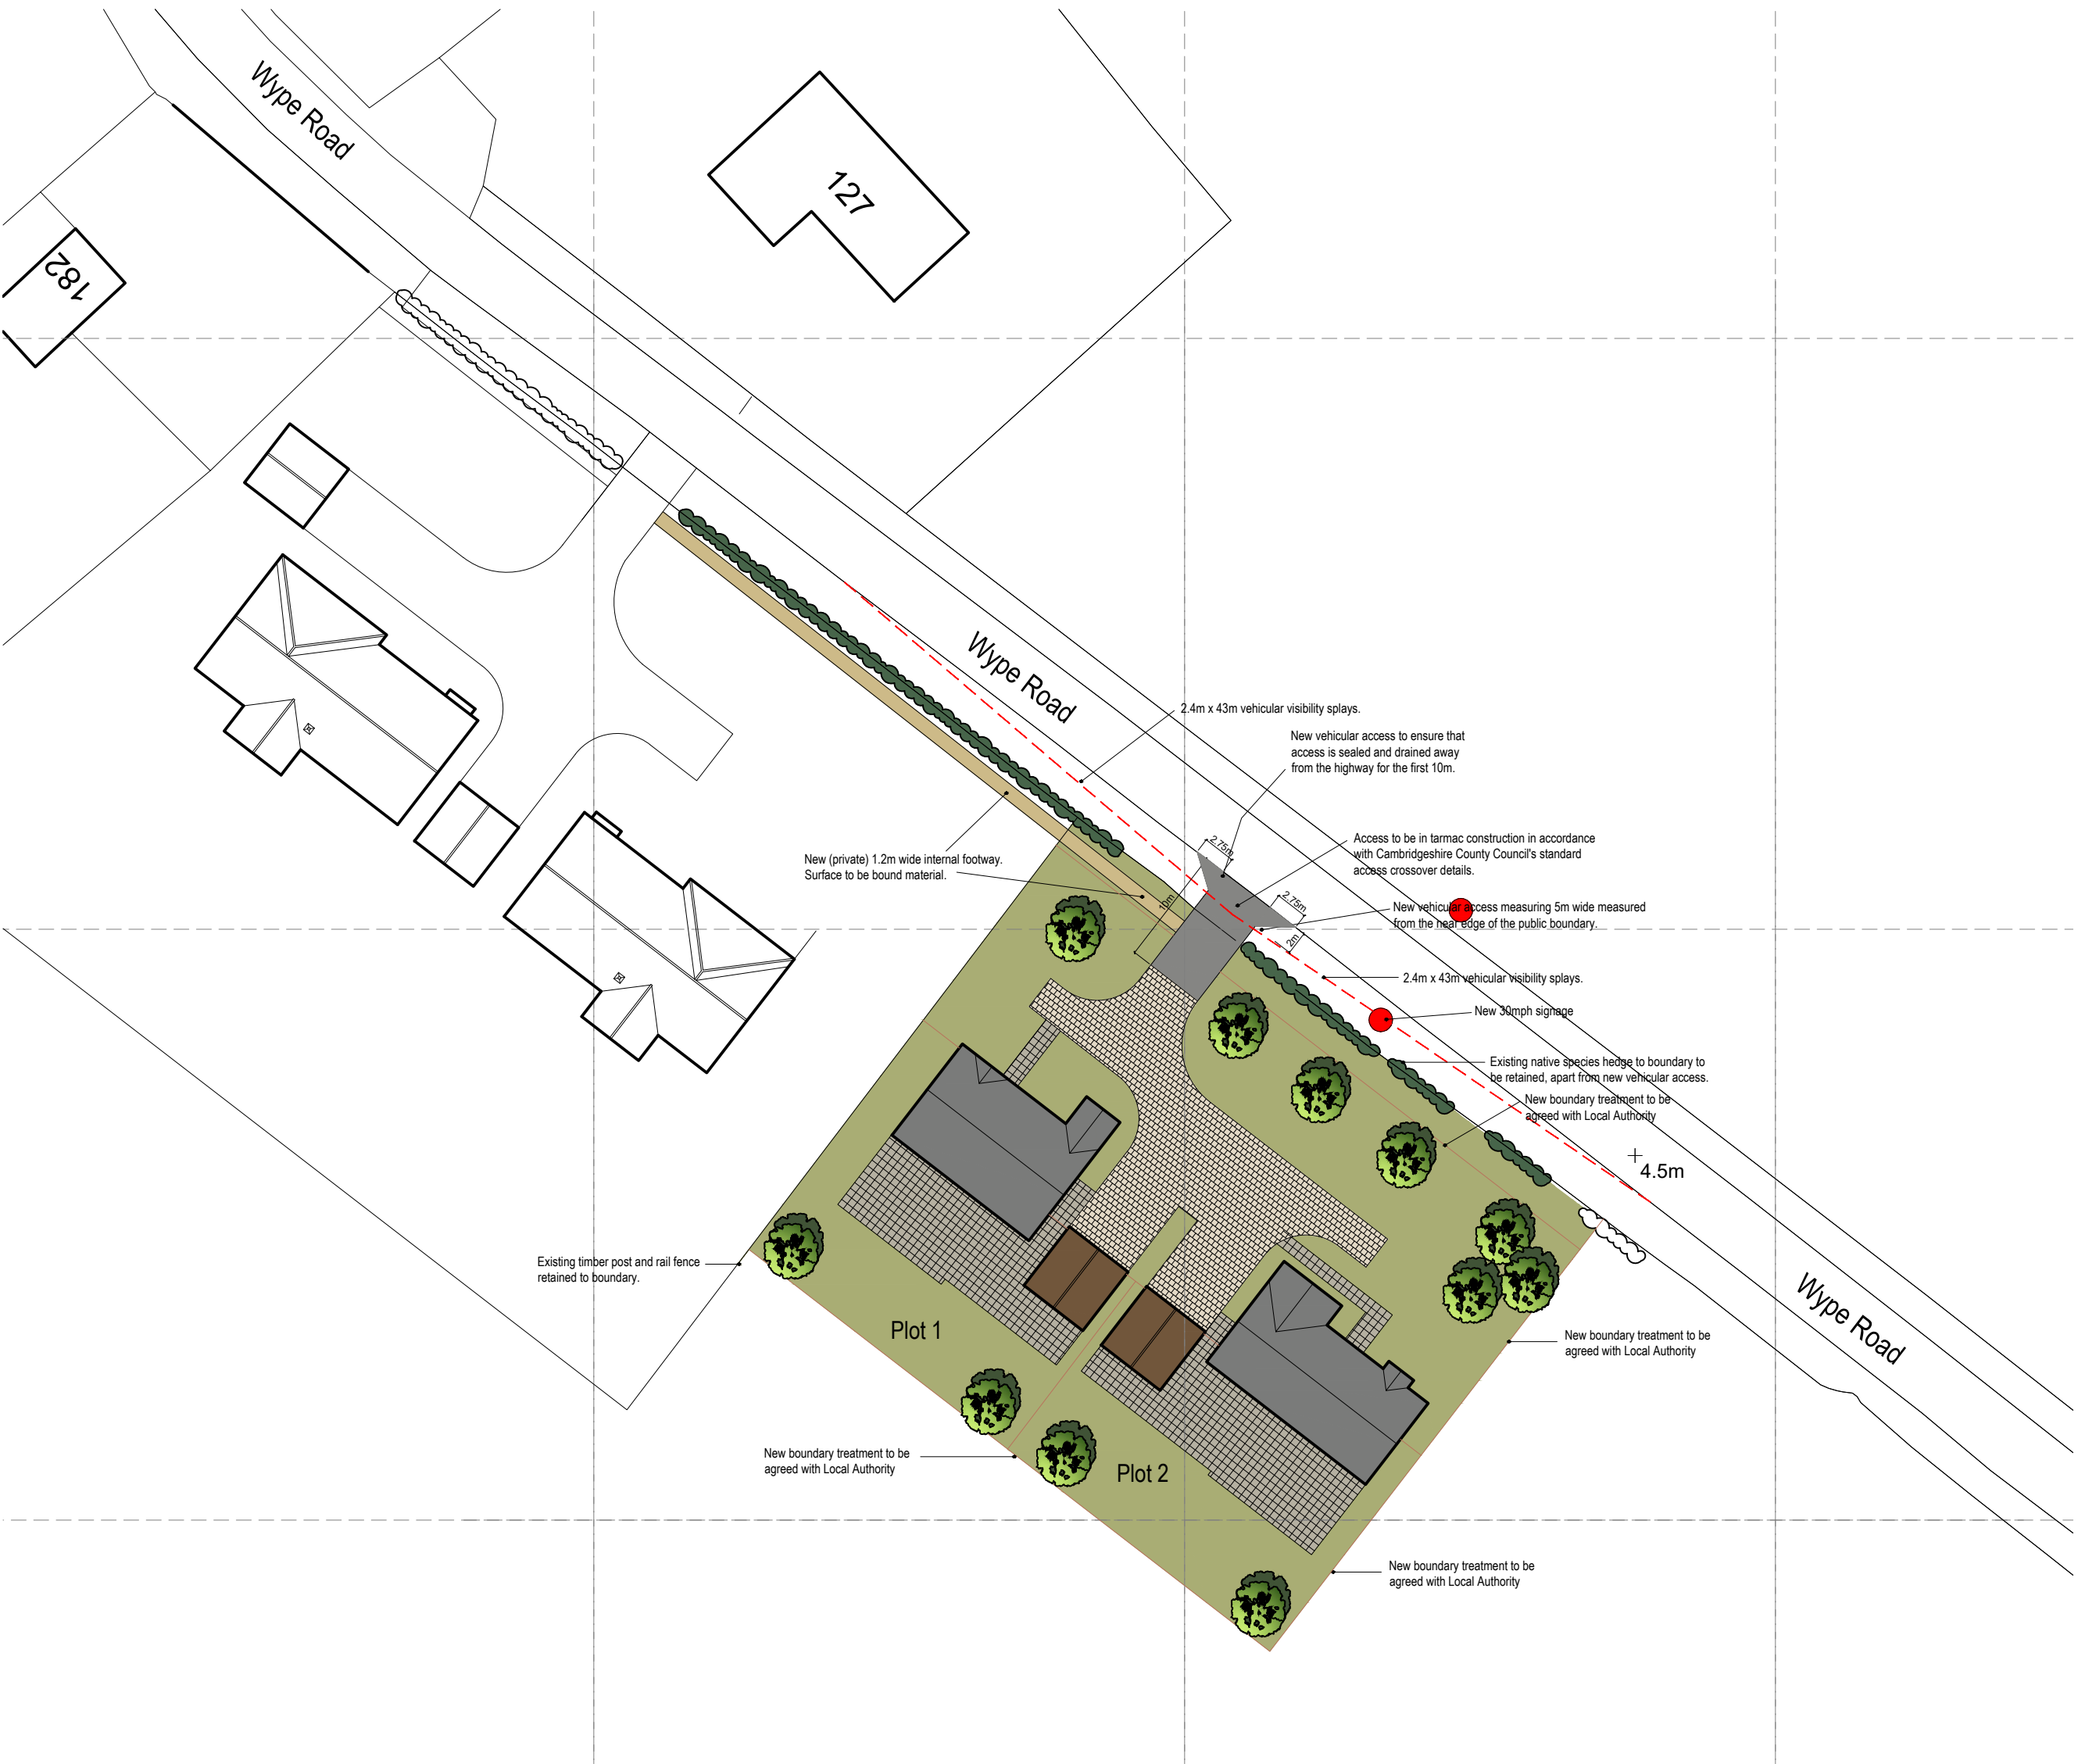 Wype Road
127
182
Wype Road
2.4m x 43m vehicular visibility splays.
New vehicular access to ensure that
access is sealed and drained away
from the highway for the first 10m.
2.75m
Access to be in tarmac construction in accordance
with Cambridgeshire County Council's standard
access crossover details.
New (private) 1.2m wide internal footway.
Surface to be bound material.
10m
2.75m
New vehicular access measuring 5m wide measured
from the near edge of the public boundary.
2m
2.4m x 43m vehicular visibility splays.
New 30mph signage
Existing native species hedge to boundary to
be retained, apart from new vehicular access.
New boundary treatment to be
agreed with Local Authority
4.5m
Existing timber post and rail fence
retained to boundary.
Plot 1
Wype Road
New boundary treatment to be
agreed with Local Authority
New boundary treatment to be
agreed with Local Authority
Plot 2
New boundary treatment to be
agreed with Local Authority